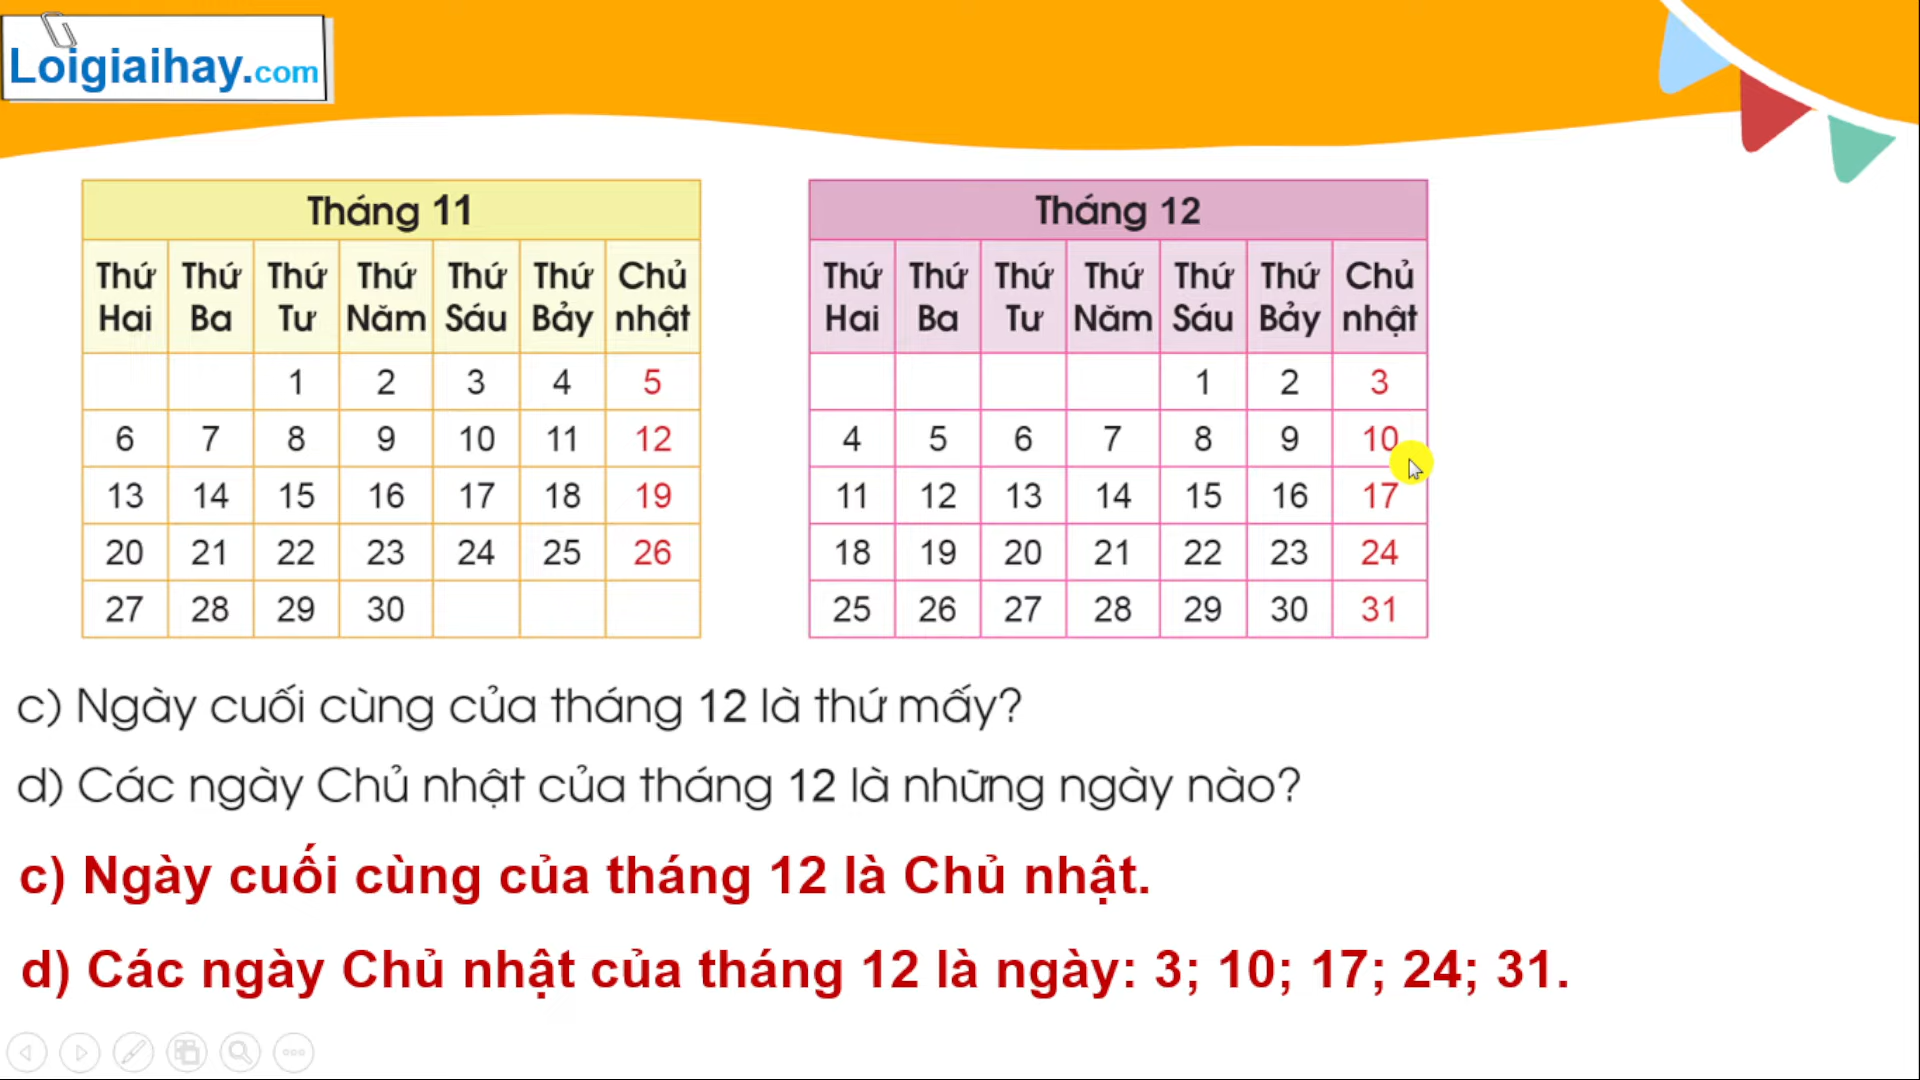 Loigiaihay.com
Tháng 11
Thứ Hai Thứ Ba Thứ Tư Thứ Năm Thứ Sáu Thứ Bảy Chủ nhật
1 2 3 4 5
6 7 8 9 10 11 12
13 14 15 16 17 18 19
20 21 22 23 24 25 26
27 28 29 30
Tháng 12
Thứ Hai Thứ Ba Thứ Tư Thứ Năm Thứ Sáu Thứ Bảy Chủ nhật
1 2 3
4 5 6 7 8 9 10
11 12 13 14 15 16 17
18 19 20 21 22 23 24
25 26 27 28 29 30 31
c) Ngày cuối cùng của tháng 12 là thứ mấy?
d) Các ngày Chủ nhật của tháng 12 là những ngày nào?
c) Ngày cuối cùng của tháng 12 là Chủ nhật.
d) Các ngày Chủ nhật của tháng 12 là ngày: 3; 10; 17; 24; 31.